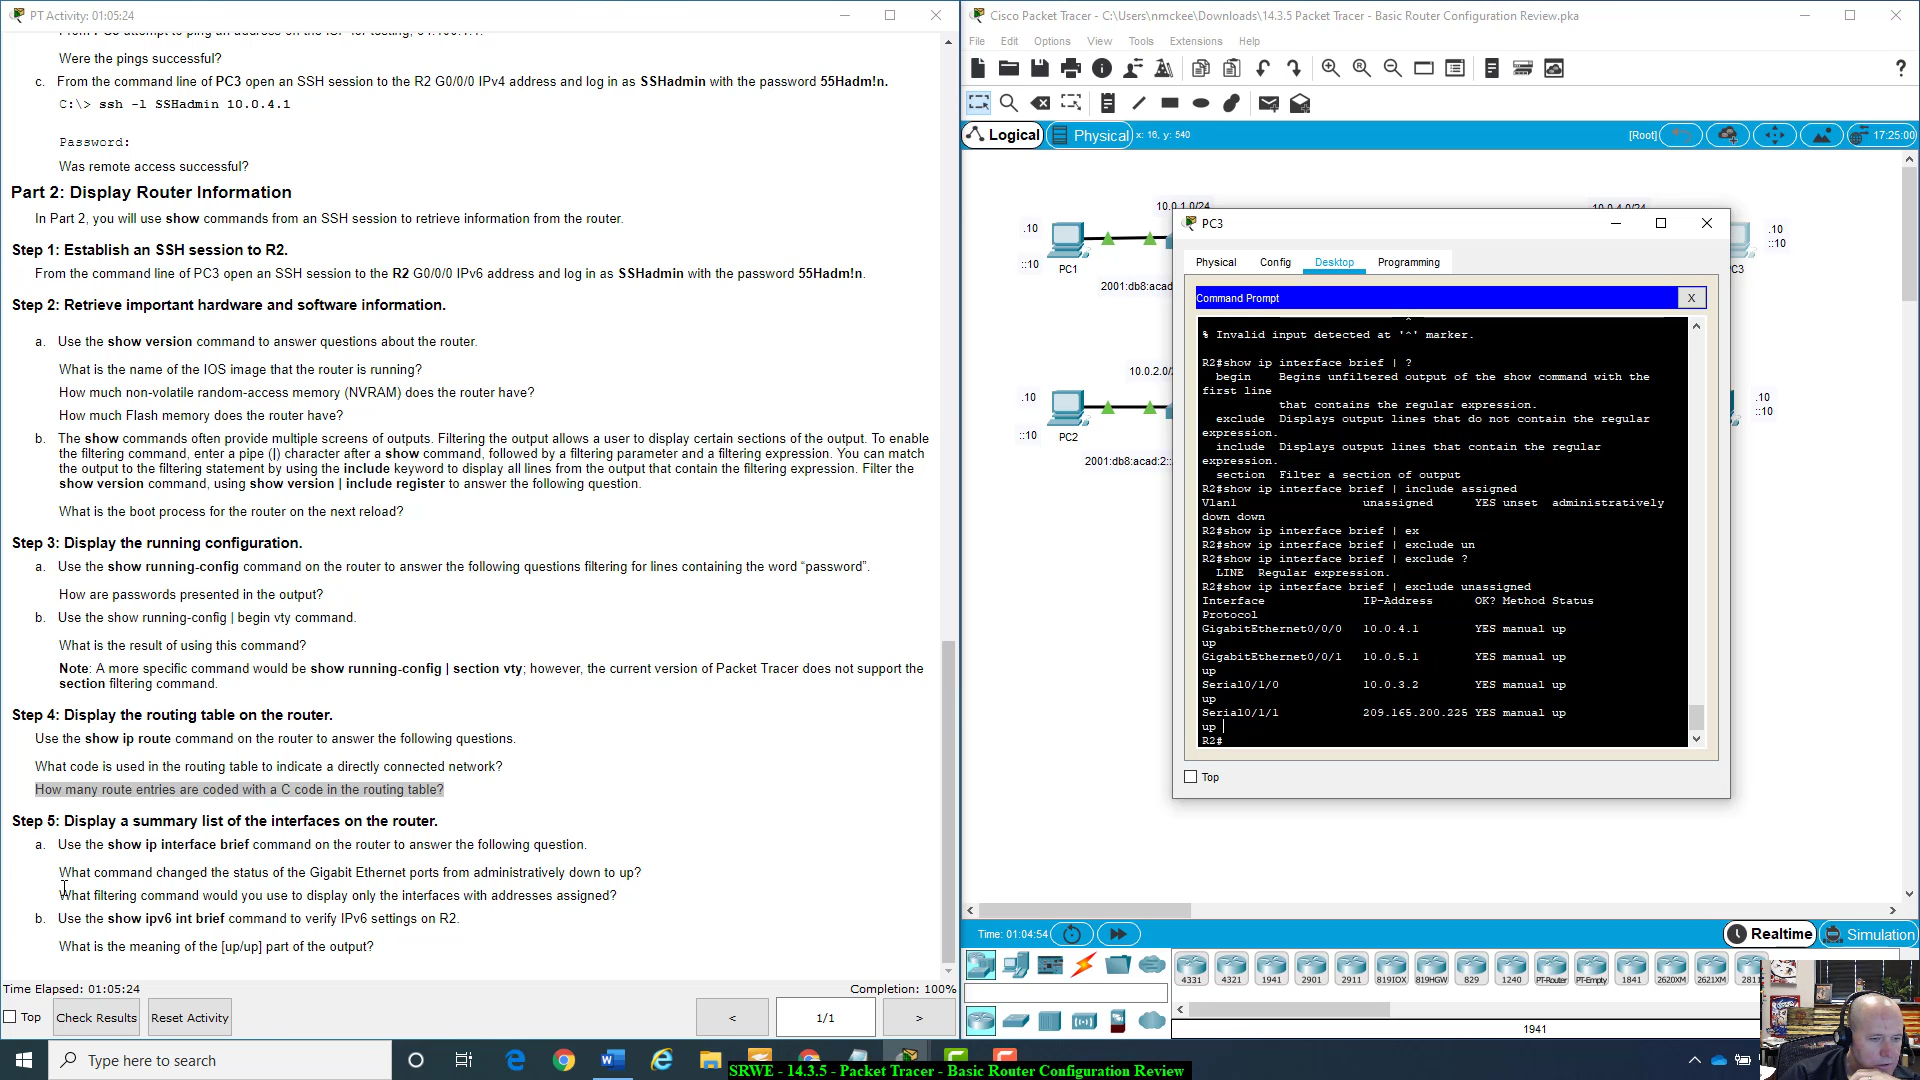 PT Activity: 01:05:24
Were the pings successful?
c. From the command line of PC3 open an SSH session to the R2 G0/0/0 IPv4 address and log in as SSHadmin with the password 55Hadm!n.
C:\> ssh -l SSHadmin 10.0.4.1
Password:
Was remote access successful?
Part 2: Display Router Information
In Part 2, you will use show commands from an SSH session to retrieve information from the router.
Step 1: Establish an SSH session to R2.
From the command line of PC3 open an SSH session to the R2 G0/0/0 IPv6 address and log in as SSHadmin with the password 55Hadm!n.
Step 2: Retrieve important hardware and software information.
a. Use the show version command to answer questions about the router.
What is the name of the IOS image that the router is running?
How much non-volatile random-access memory (NVRAM) does the router have?
How much Flash memory does the router have?
b. The show commands often provide multiple screens of outputs. Filtering the output allows a user to display certain sections of the output. To enable
the filtering command, enter a pipe (|) character after a show command, followed by a filtering parameter and a filtering expression. You can match
the output to the filtering statement by using the include keyword to display all lines from the output that contain the filtering expression. Filter the
show version command, using show version | include register to answer the following question.
What is the boot process for the router on the next reload?
Step 3: Display the running configuration.
a. Use the show running-config command on the router to answer the following questions filtering for lines containing the word “password”.
How are passwords presented in the output?
b. Use the show running-config | begin vty command.
What is the result of using this command?
Note: A more specific command would be show running-config | section vty; however, the current version of Packet Tracer does not support the
section filtering command.
Step 4: Display the routing table on the router.
Use the show ip route command on the router to answer the following questions.
What code is used in the routing table to indicate a directly connected network?
How many route entries are coded with a C code in the routing table?
Step 5: Display a summary list of the interfaces on the router.
a. Use the show ip interface brief command on the router to answer the following question.
What command changed the status of the Gigabit Ethernet ports from administratively down to up?
What filtering command would you use to display only the interfaces with addresses assigned?
b. Use the show ipv6 int brief command to verify IPv6 settings on R2.
What is the meaning of the [up/up] part of the output?
Time Elapsed: 01:05:24 Completion: 100%
Top Check Results Reset Activity < 1/1 >
Cisco Packet Tracer - C:\Users\nmckee\Downloads\14.3.5 Packet Tracer - Basic Router Configuration Review.pka
File Edit Options View Tools Extensions Help
Logical Physical x: 16, y: 540 [Root] 17:25:00
10.0.1.0/24
.10
::10
PC1
2001:db8:acad
10.0.2.0/
.10
::10
PC2
2001:db8:acad:2::
10.0.4.0/24
.10
::10
.10
::10
PC3
Physical Config Desktop Programming
Command Prompt X
% Invalid input detected at '^' marker.
R2#show ip interface brief | ?
begin Begins unfiltered output of the show command with the
first line
that contains the regular expression.
exclude Displays output lines that do not contain the regular
expression.
include Displays output lines that contain the regular
expression.
section Filter a section of output
R2#show ip interface brief | include assigned
Vlan1 unassigned YES unset administratively
down down
R2#show ip interface brief | ex
R2#show ip interface brief | exclude un
R2#show ip interface brief | exclude ?
LINE Regular expression.
R2#show ip interface brief | exclude unassigned
Interface IP-Address OK? Method Status
Protocol
GigabitEthernet0/0/0 10.0.4.1 YES manual up
up
GigabitEthernet0/0/1 10.0.5.1 YES manual up
up
Serial0/1/0 10.0.3.2 YES manual up
up
Serial0/1/1 209.165.200.225 YES manual up
up
R2#
Top
Time: 01:04:54 Realtime Simulation
4331 4321 1941 2901 2911 819IOX 819HGW 829 1240 PT-Router PT-Empty 1841 2620XM 2621XM 2811
1941
Type here to search
SRWE - 14.3.5 - Packet Tracer - Basic Router Configuration Review